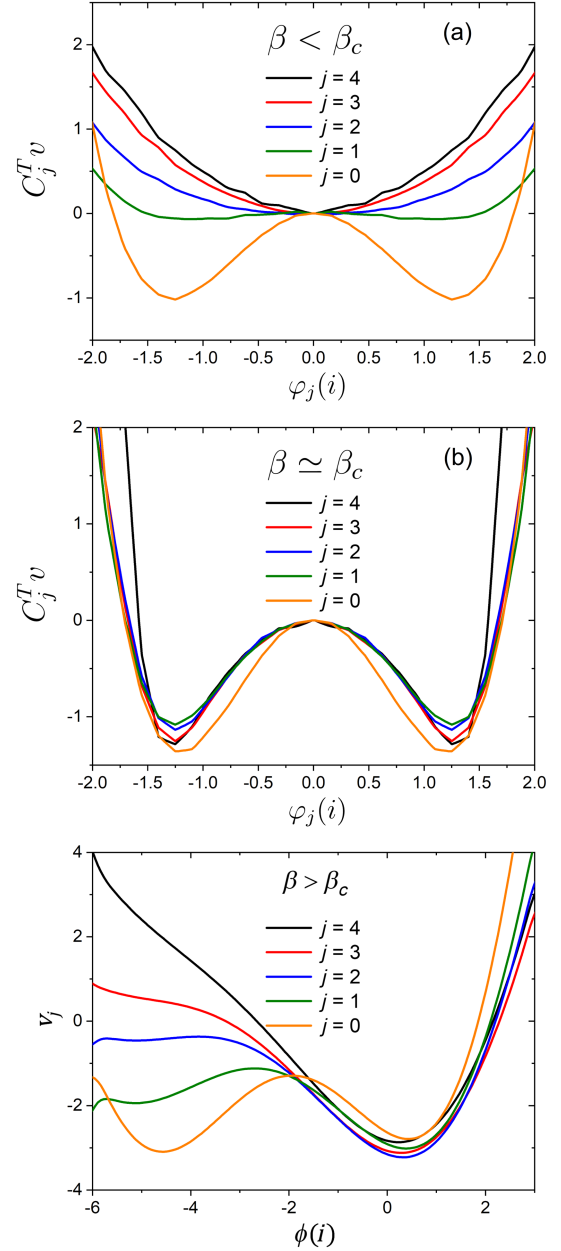 (a)
β < β_c
j = 4
j = 3
j = 2
j = 1
j = 0
C_j^T v
2
1
0
-1
-2.0 -1.5 -1.0 -0.5 0.0 0.5 1.0 1.5 2.0
φ_j(i)
(b)
β ≃ β_c
j = 4
j = 3
j = 2
j = 1
j = 0
C_j^T v
2
1
0
-1
-2.0 -1.5 -1.0 -0.5 0.0 0.5 1.0 1.5 2.0
φ_j(i)
β > β_c
j = 4
j = 3
j = 2
j = 1
j = 0
v_j
4
2
0
-2
-4
-6 -4 -2 0 2
ϕ(i)